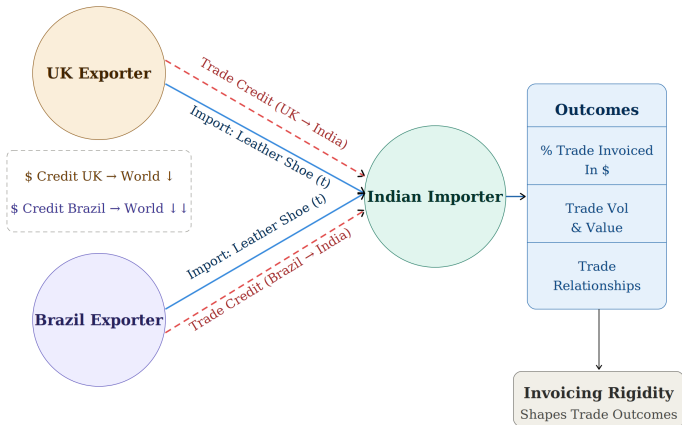 UK Exporter
Trade Credit (UK → India)
Import: Leather Shoe (t)
$ Credit UK → World ↓
$ Credit Brazil → World ↓↓
Indian Importer
Import: Leather Shoe (t)
Trade Credit (Brazil → India)
Brazil Exporter
Outcomes
% Trade Invoiced
In $
Trade Vol
& Value
Trade
Relationships
Invoicing Rigidity
Shapes Trade Outcomes